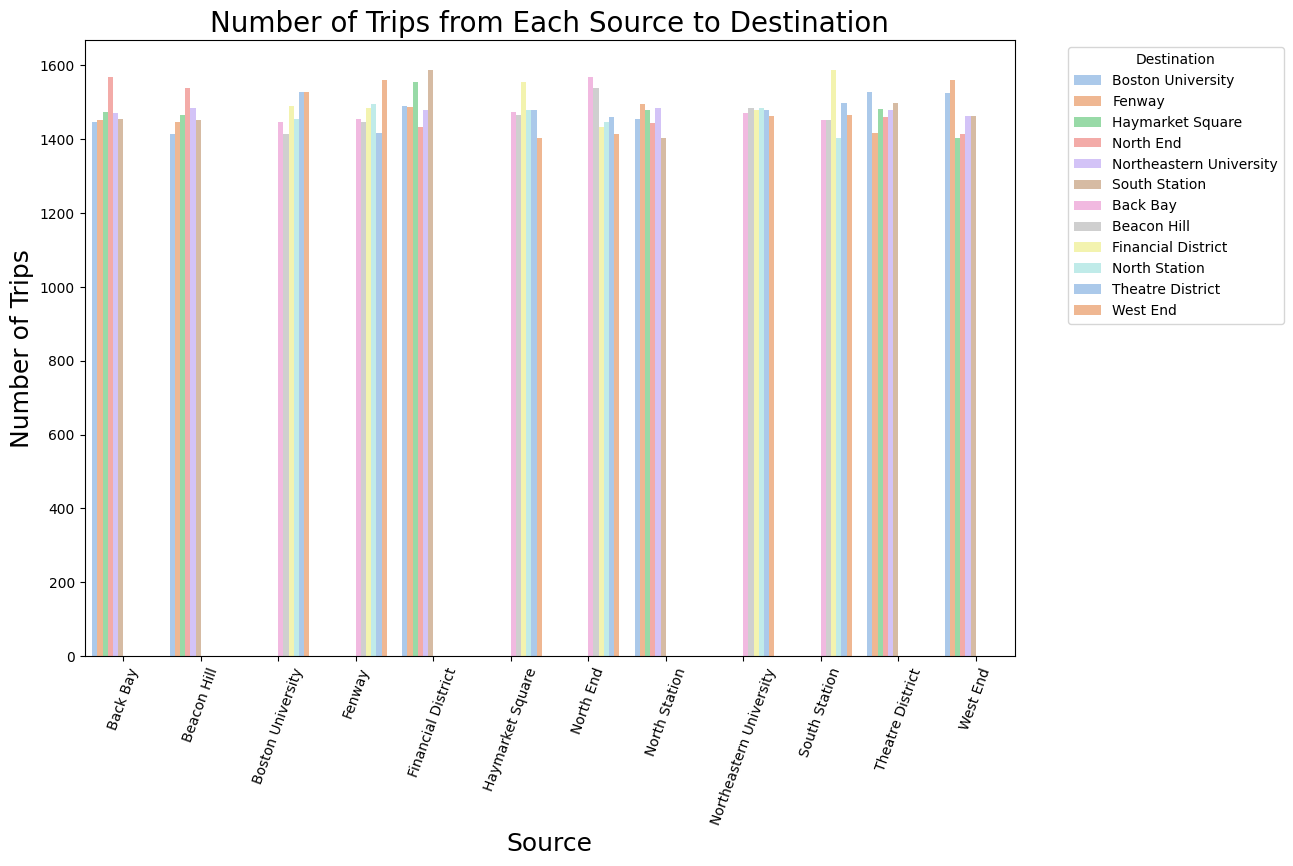 Number of Trips from Each Source to Destination
Number of Trips
1600
1400
1200
1000
800
600
400
200
0
Back Bay
Beacon Hill
Boston University
Fenway
Financial District
Haymarket Square
North End
North Station
Northeastern University
South Station
Theatre District
West End
Source
Destination
Boston University
Fenway
Haymarket Square
North End
Northeastern University
South Station
Back Bay
Beacon Hill
Financial District
North Station
Theatre District
West End